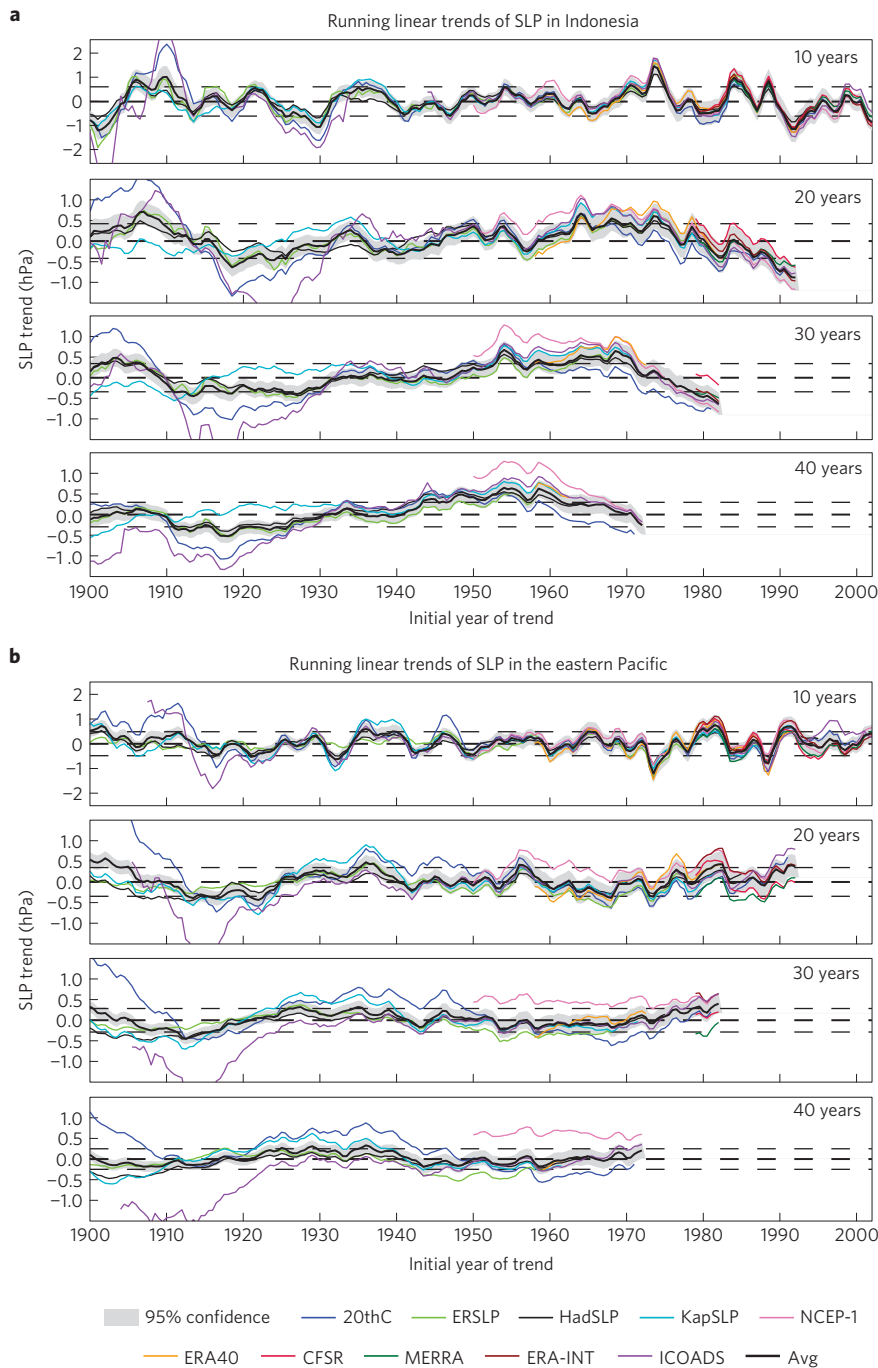 a
Running linear trends of SLP in Indonesia
10 years
2
1
0
−1
−2
20 years
1.0
0.5
0.0
−0.5
−1.0
30 years
1.0
0.5
0.0
−0.5
−1.0
40 years
1.0
0.5
0.0
−0.5
−1.0
SLP trend (hPa)
1900 1910 1920 1930 1940 1950 1960 1970 1980 1990 2000
Initial year of trend
b
Running linear trends of SLP in the eastern Pacific
10 years
2
1
0
−1
−2
20 years
1.0
0.5
0.0
−0.5
−1.0
30 years
1.0
0.5
0.0
−0.5
−1.0
40 years
1.0
0.5
0.0
−0.5
−1.0
SLP trend (hPa)
1900 1910 1920 1930 1940 1950 1960 1970 1980 1990 2000
Initial year of trend
95% confidence 20thC ERSLP HadSLP KapSLP NCEP-1
ERA40 CFSR MERRA ERA-INT ICOADS Avg